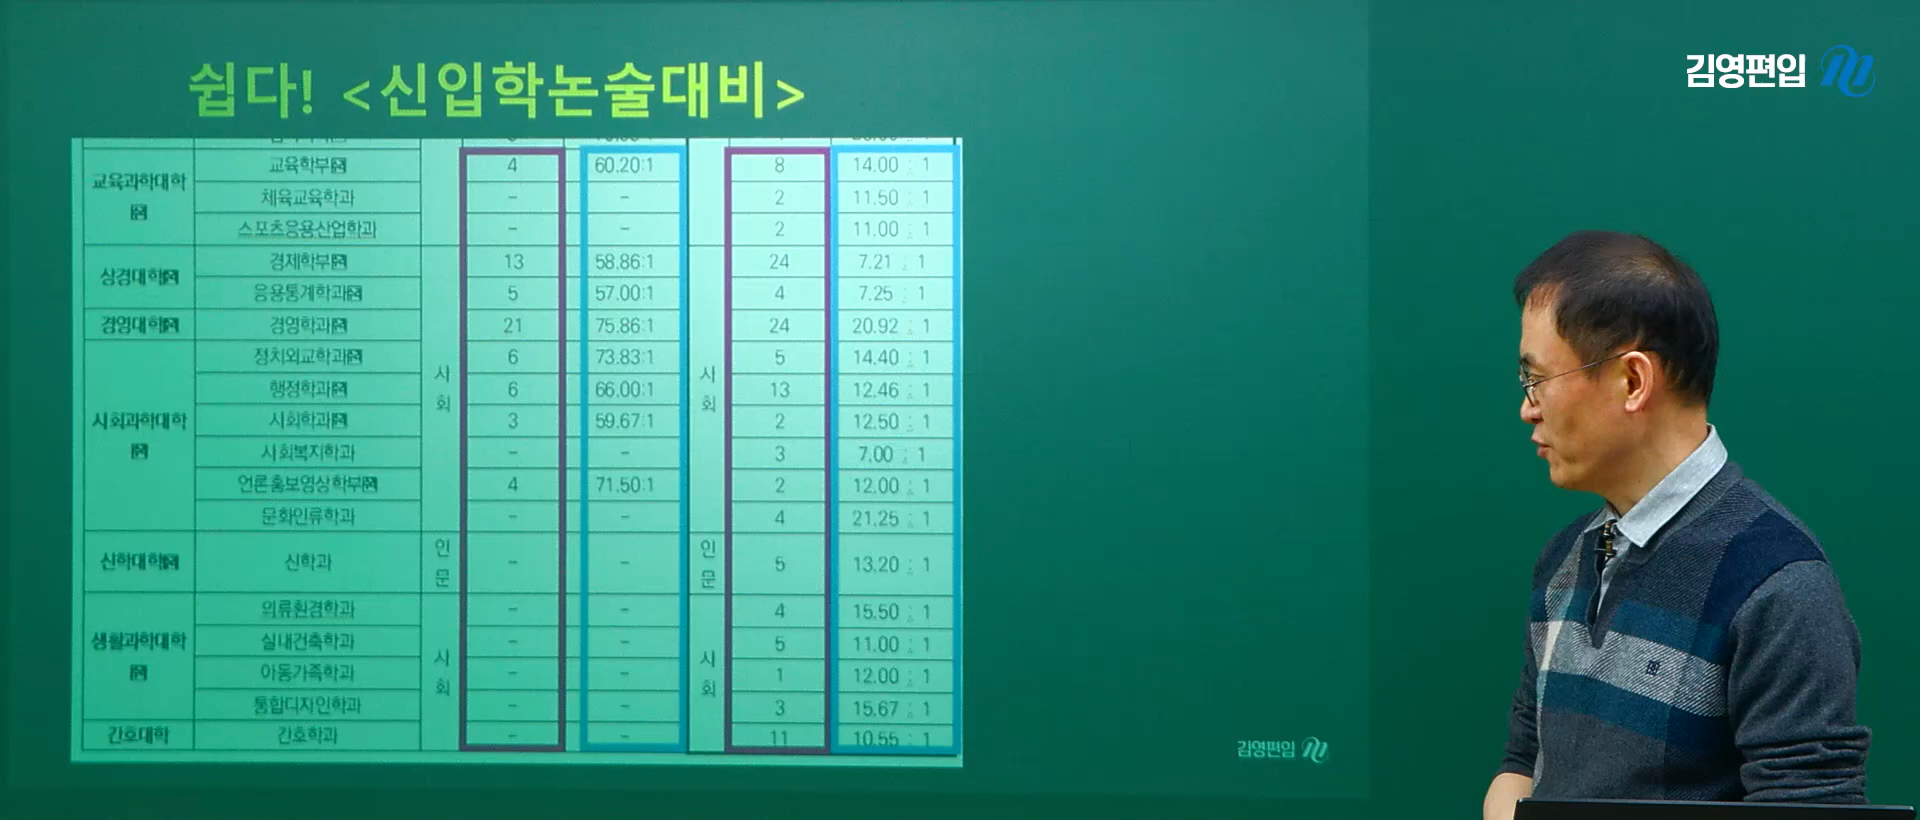 쉽다! <신입학논술대비>
김영편입
교육과학대학 교육학부 4 60.20:1 8 14.00 : 1
체육교육학과 - - 2 11.50 : 1
스포츠응용산업학과 - - 2 11.00 : 1
상경대학 경제학부 사회 13 58.86:1 사회 24 7.21 : 1
응용통계학과 5 57.00:1 4 7.25 : 1
경영대학 경영학과 21 75.86:1 24 20.92 : 1
사회과학대학 정치외교학과 6 73.83:1 5 14.40 : 1
행정학과 6 66.00:1 13 12.46 : 1
사회학과 3 59.67:1 2 12.50 : 1
사회복지학과 - - 3 7.00 : 1
언론홍보영상학부 4 71.50:1 2 12.00 : 1
문화인류학과 - - 4 21.25 : 1
신학대학 신학과 인문 - - 인문 5 13.20 : 1
생활과학대학 의류환경학과 사회 - - 사회 4 15.50 : 1
실내건축학과 - - 5 11.00 : 1
아동가족학과 - - 1 12.00 : 1
통합디자인학과 - - 3 15.67 : 1
간호대학 간호학과 - - 11 10.55 : 1
김영편입